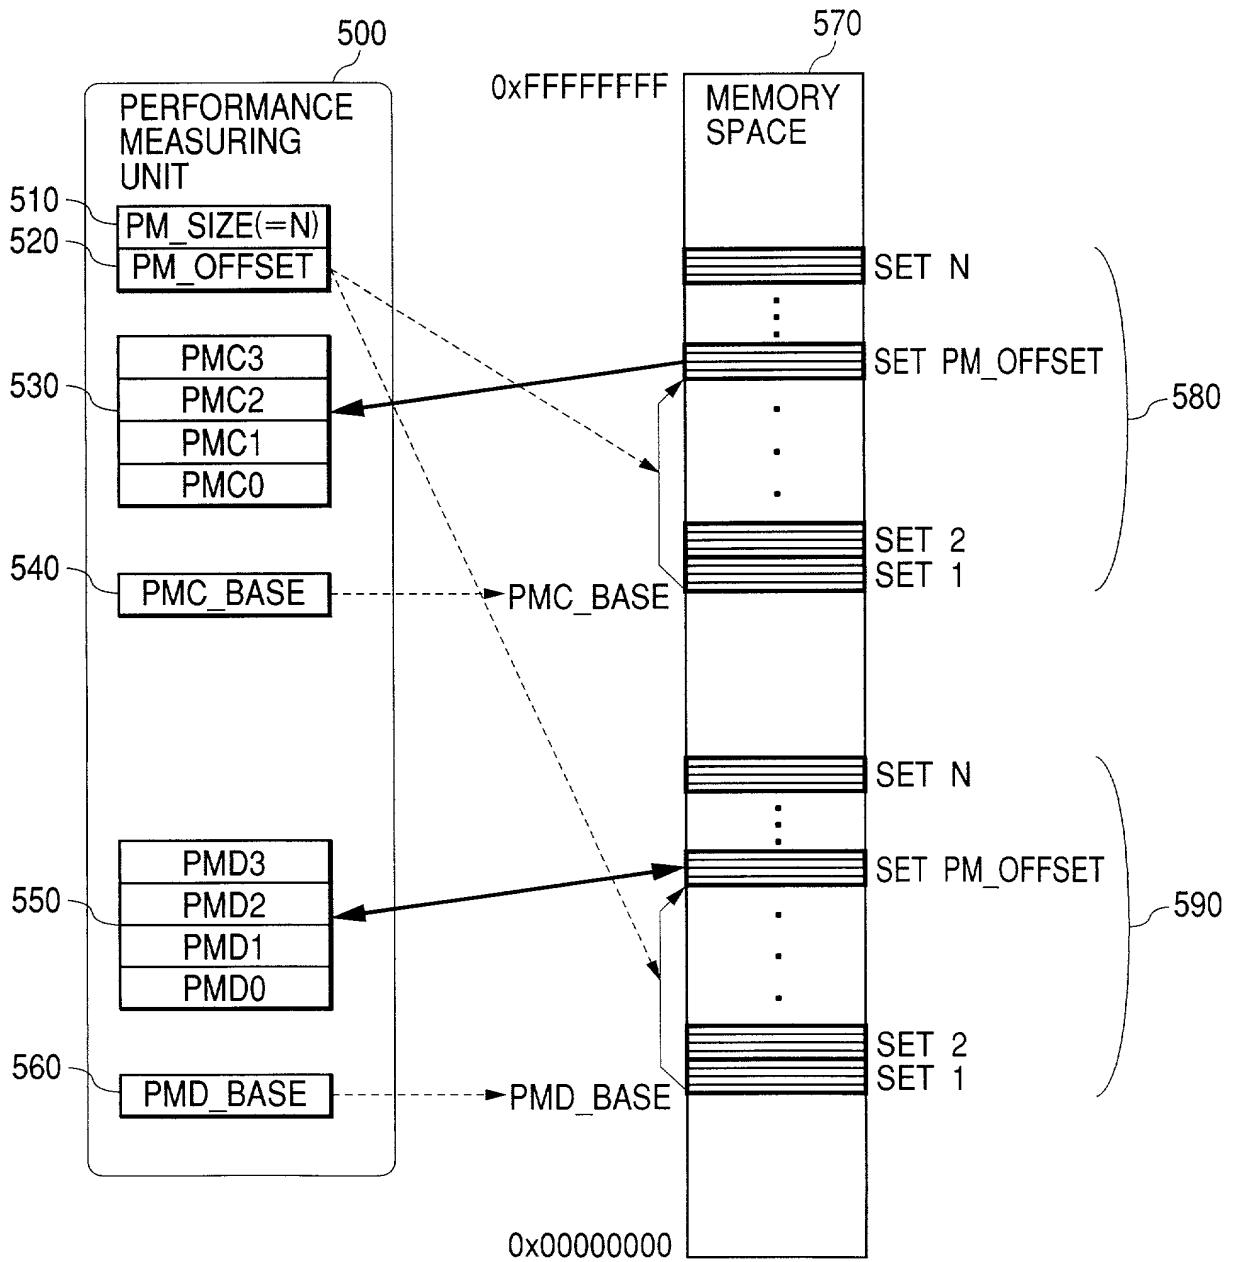 500
570
0xFFFFFFFF
PERFORMANCE
MEASURING
UNIT
MEMORY
SPACE
510
PM_SIZE(=N)
520
PM_OFFSET
SET N
PMC3
SET PM_OFFSET
530
PMC2
580
PMC1
PMC0
SET 2
SET 1
540
PMC_BASE
PMC_BASE
SET N
PMD3
SET PM_OFFSET
550
PMD2
590
PMD1
PMD0
SET 2
SET 1
560
PMD_BASE
PMD_BASE
0x00000000